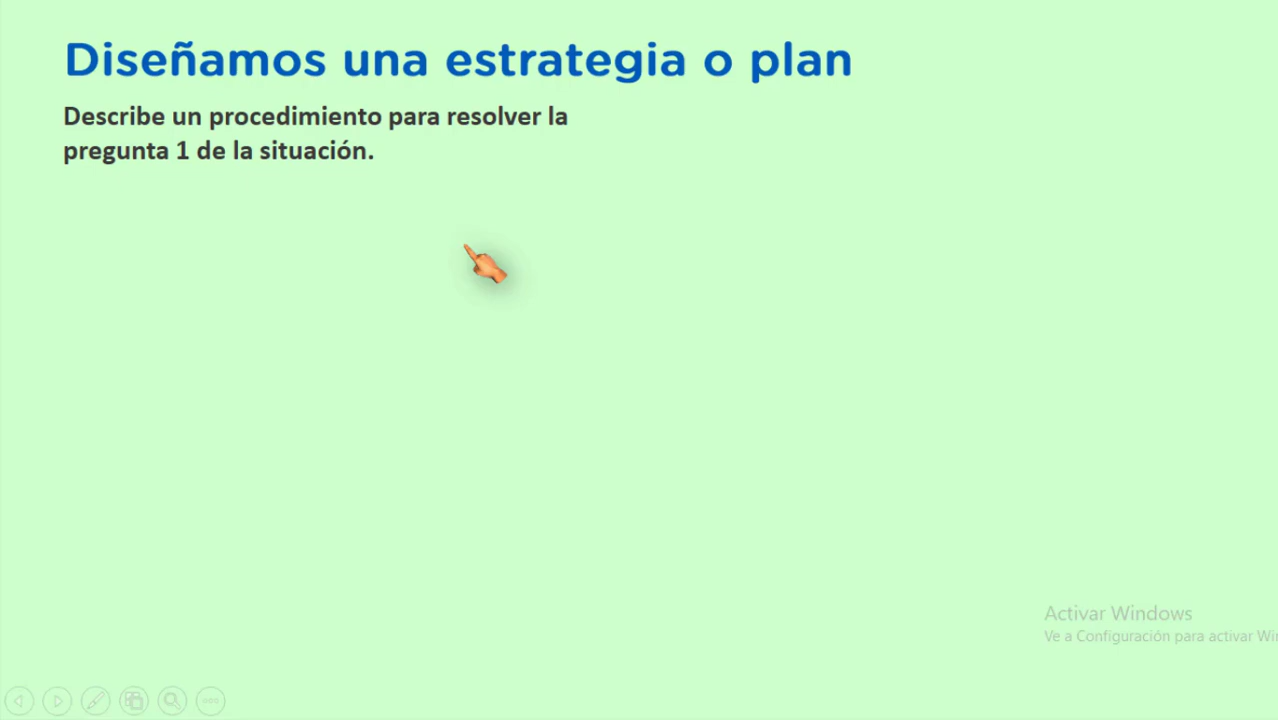 Diseñamos una estrategia o plan
Describe un procedimiento para resolver la
pregunta 1 de la situación.
Activar Windows
Ve a Configuración para activar Wi